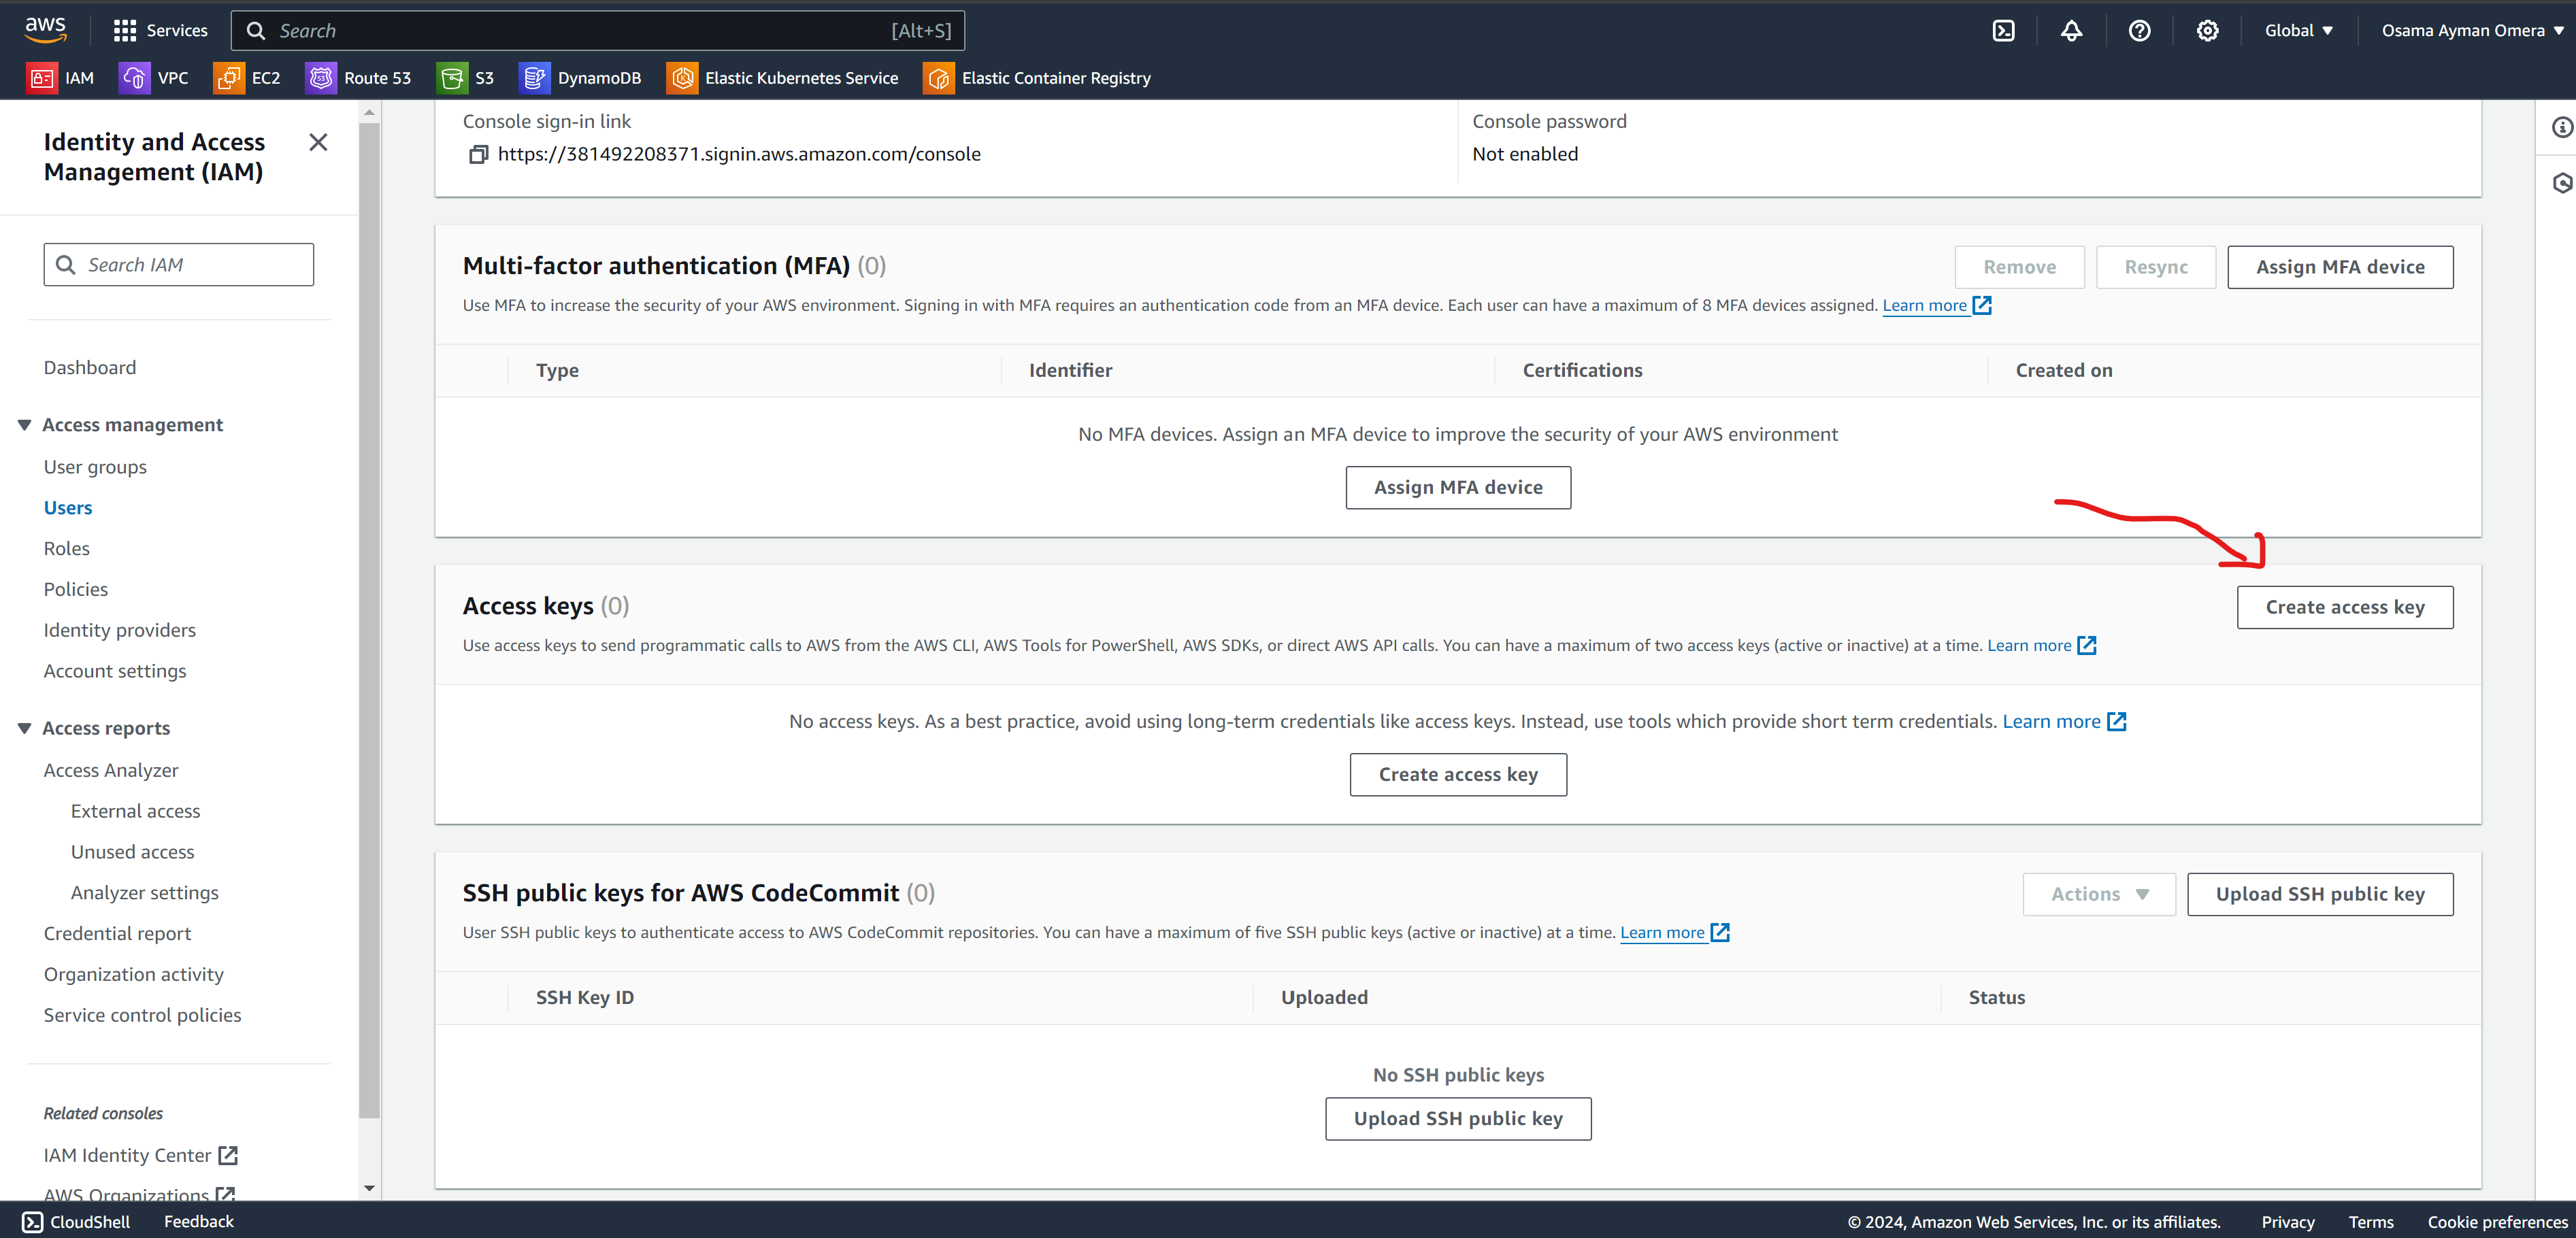 aws
Services
Search
[Alt+S]
Global ▼
Osama Ayman Omera ▼
IAM
VPC
EC2
Route 53
S3
DynamoDB
Elastic Kubernetes Service
Elastic Container Registry
Identity and Access
Management (IAM)
Search IAM
Dashboard
Access management
User groups
Users
Roles
Policies
Identity providers
Account settings
Access reports
Access Analyzer
External access
Unused access
Analyzer settings
Credential report
Organization activity
Service control policies
Related consoles
IAM Identity Center
AWS Organizations
Console sign-in link
https://381492208371.signin.aws.amazon.com/console
Console password
Not enabled
Multi-factor authentication (MFA) (0)
Remove
Resync
Assign MFA device
Use MFA to increase the security of your AWS environment. Signing in with MFA requires an authentication code from an MFA device. Each user can have a maximum of 8 MFA devices assigned. Learn more
Type
Identifier
Certifications
Created on
No MFA devices. Assign an MFA device to improve the security of your AWS environment
Assign MFA device
Access keys (0)
Create access key
Use access keys to send programmatic calls to AWS from the AWS CLI, AWS Tools for PowerShell, AWS SDKs, or direct AWS API calls. You can have a maximum of two access keys (active or inactive) at a time. Learn more
No access keys. As a best practice, avoid using long-term credentials like access keys. Instead, use tools which provide short term credentials. Learn more
Create access key
SSH public keys for AWS CodeCommit (0)
Actions ▼
Upload SSH public key
User SSH public keys to authenticate access to AWS CodeCommit repositories. You can have a maximum of five SSH public keys (active or inactive) at a time. Learn more
SSH Key ID
Uploaded
Status
No SSH public keys
Upload SSH public key
CloudShell
Feedback
© 2024, Amazon Web Services, Inc. or its affiliates.
Privacy
Terms
Cookie preferences